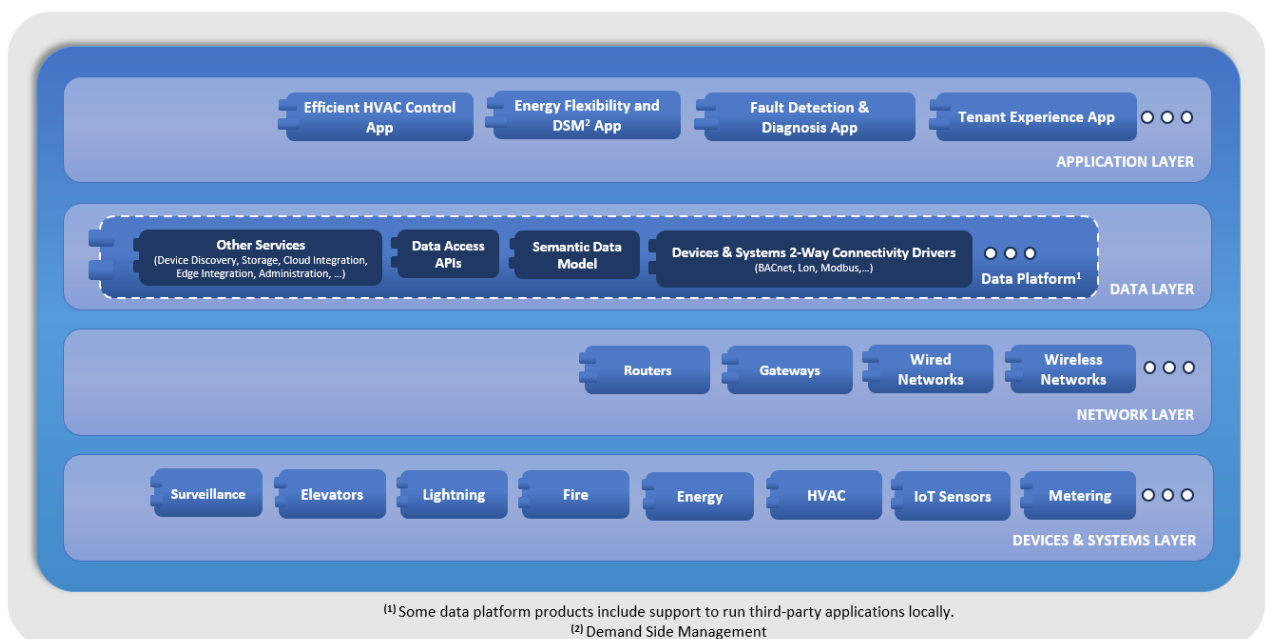 Efficient HVAC Control
App
Energy Flexibility and
DSM² App
Fault Detection &
Diagnosis App
Tenant Experience App
APPLICATION LAYER
Other Services
(Device Discovery, Storage, Cloud Integration,
Edge Integration, Administration, ...)
Data Access
APIs
Semantic Data
Model
Devices & Systems 2-Way Connectivity Drivers
(BACnet, Lon, Modbus,...)
Data Platform¹
DATA LAYER
Routers
Gateways
Wired
Networks
Wireless
Networks
NETWORK LAYER
Surveillance
Elevators
Lightning
Fire
Energy
HVAC
IoT Sensors
Metering
DEVICES & SYSTEMS LAYER
⁽¹⁾ Some data platform products include support to run third-party applications locally.
⁽²⁾ Demand Side Management